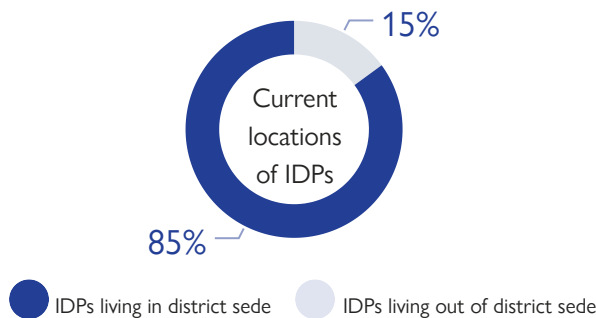 15%
Current
locations
of IDPs
85%
IDPs living in district sede
IDPs living out of district sede